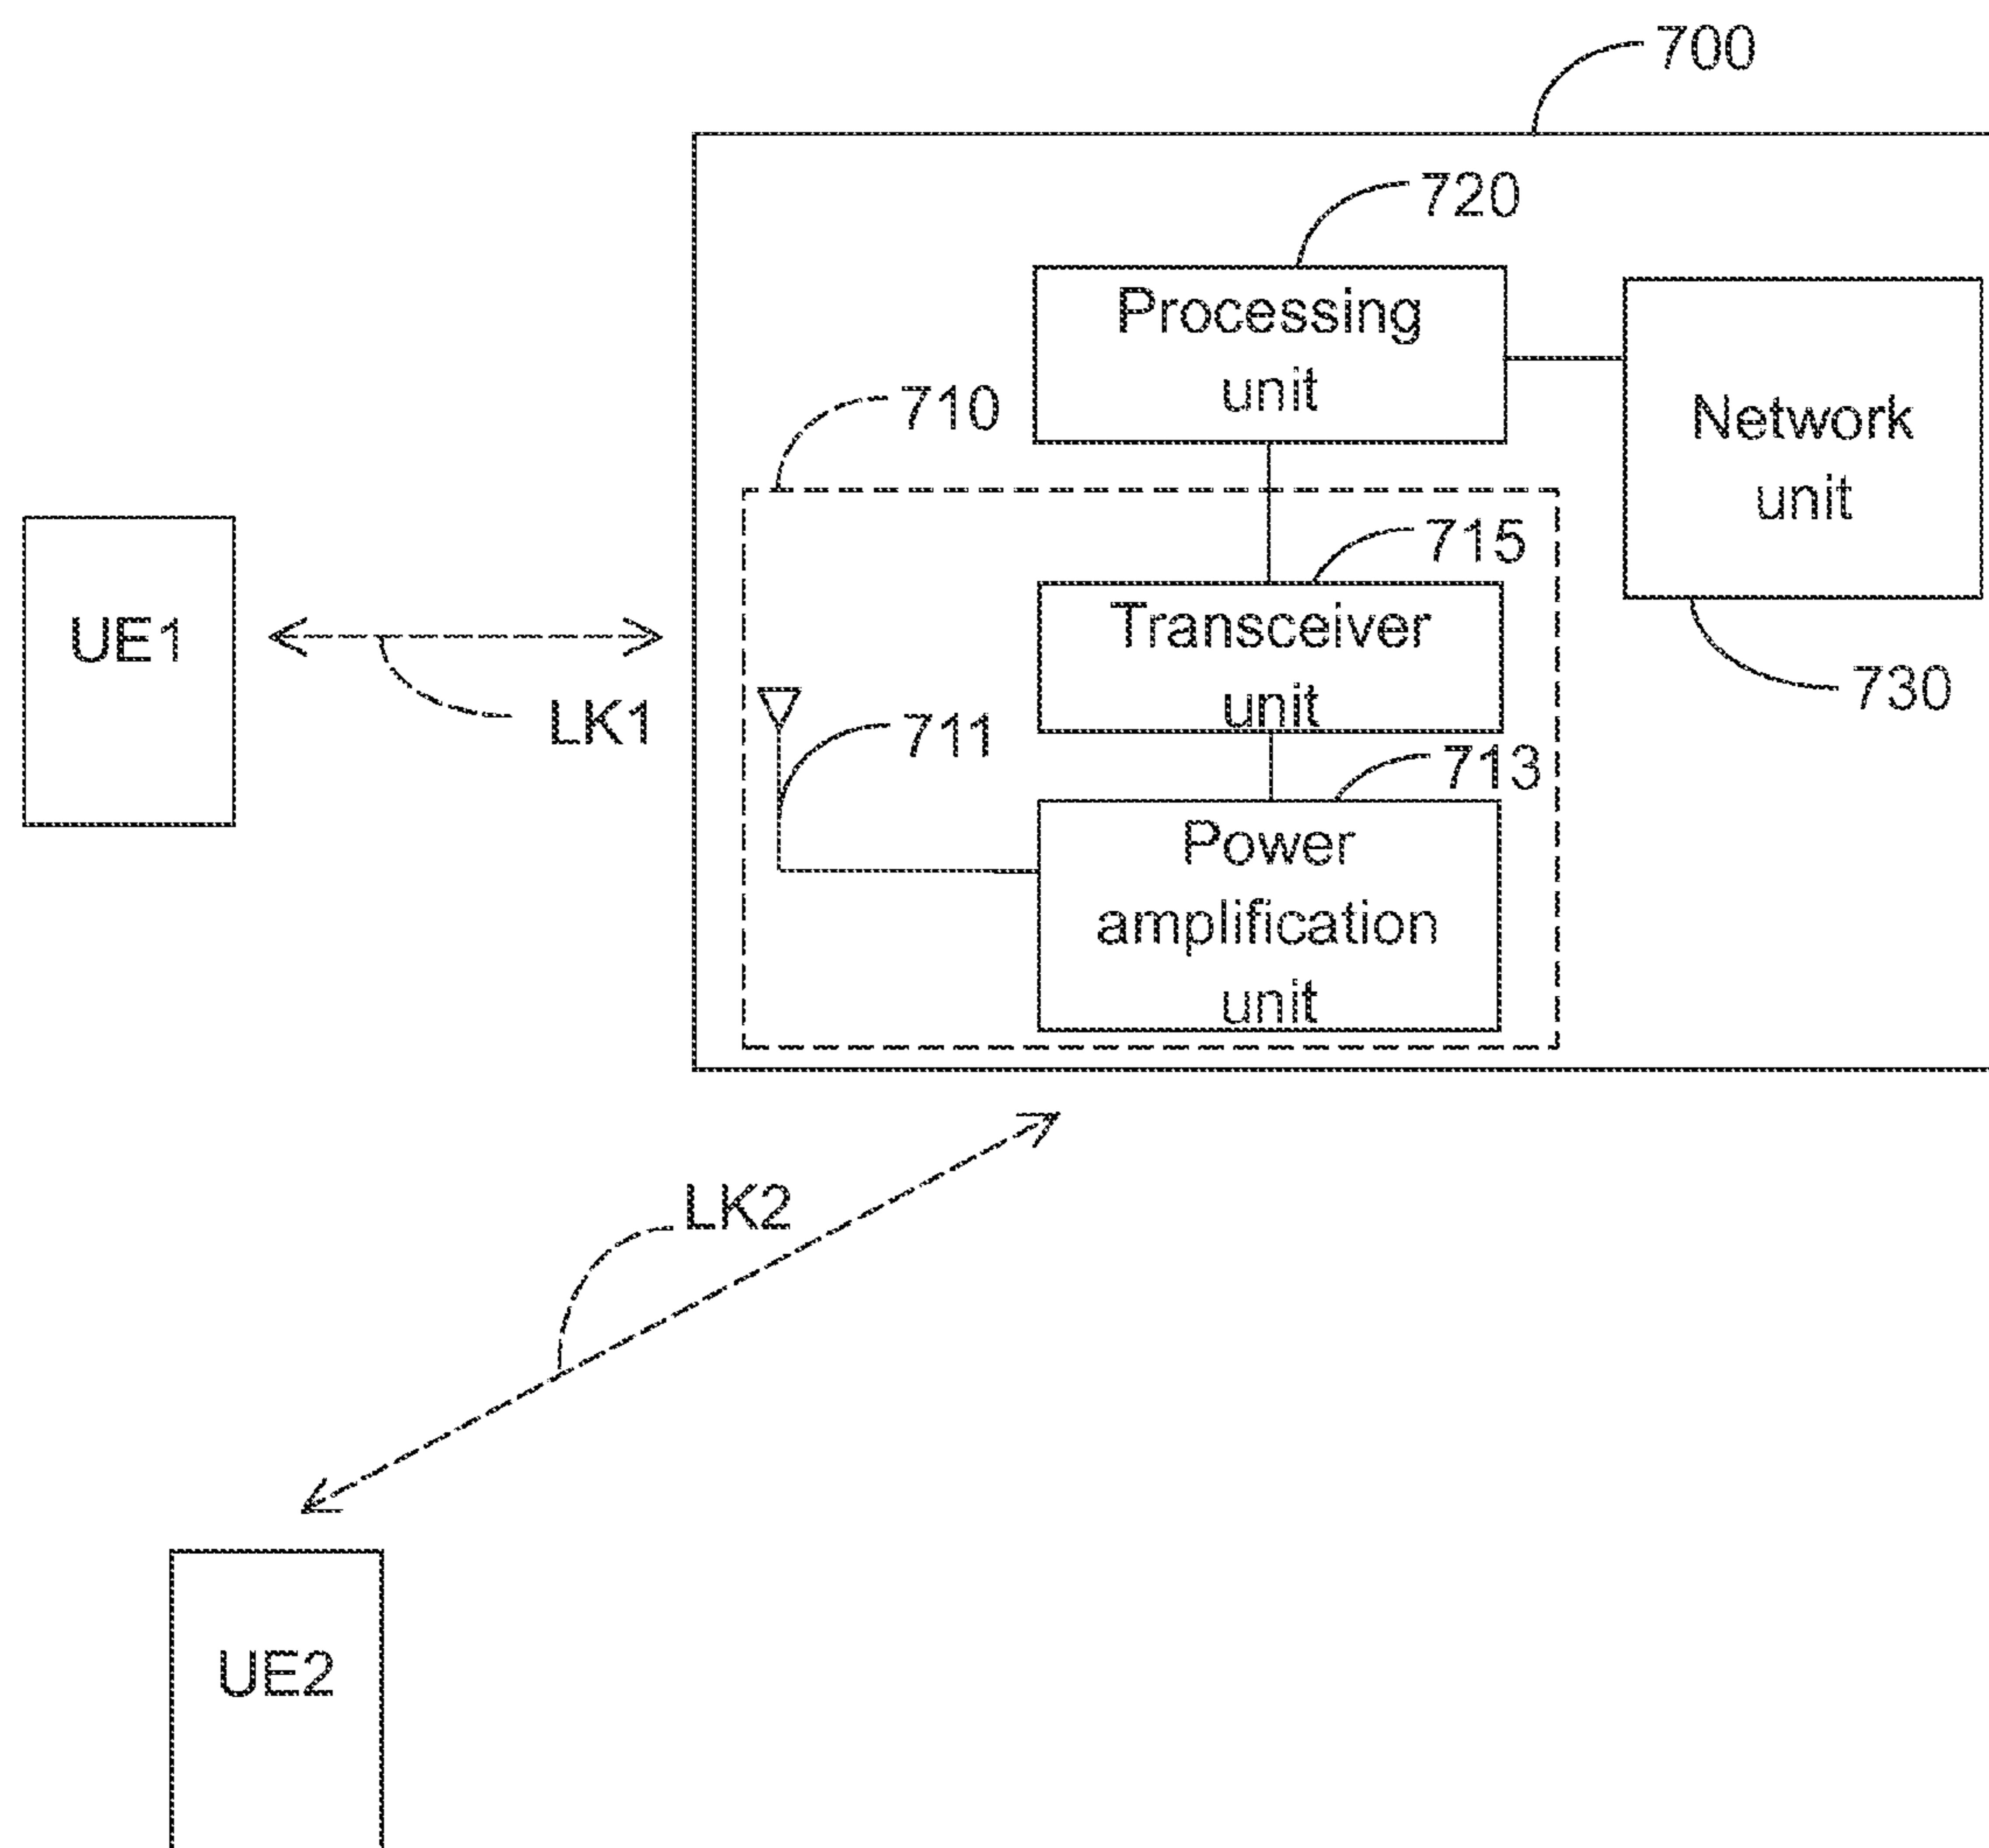 700
720
Processing
unit
710
Network
unit
715
UE1
Transceiver
unit
730
LK1
711
713
Power
amplification
unit
LK2
UE2